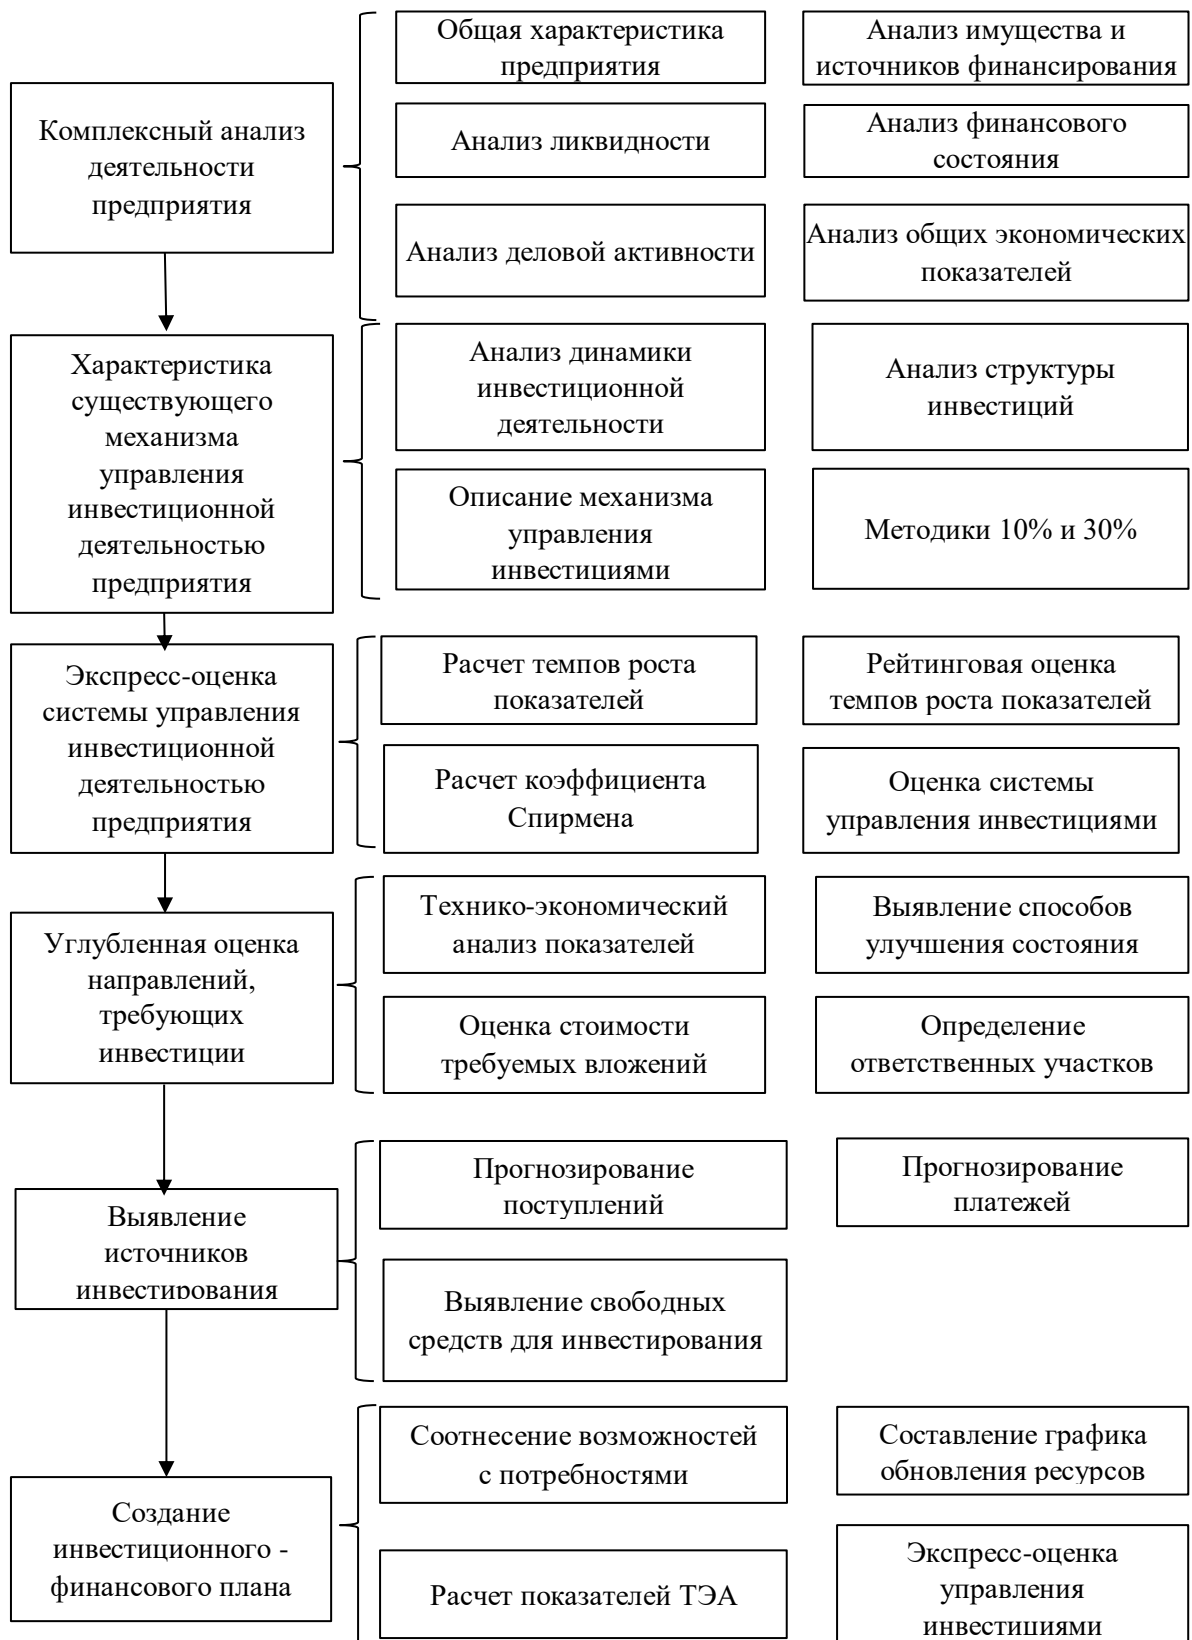 Комплексный анализ
деятельности
предприятия
Общая характеристика
предприятия
Анализ имущества и
источников финансирования
Анализ ликвидности
Анализ финансового
состояния
Анализ деловой активности
Анализ общих экономических
показателей
Характеристика
существующего
механизма
управления
инвестиционной
деятельностью
предприятия
Анализ динамики
инвестиционной
деятельности
Анализ структуры
инвестиций
Описание механизма
управления
инвестициями
Методики 10% и 30%
Экспресс-оценка
системы управления
инвестиционной
деятельностью
предприятия
Расчет темпов роста
показателей
Рейтинговая оценка
темпов роста показателей
Расчет коэффициента
Спирмена
Оценка системы
управления инвестициями
Углубленная оценка
направлений,
требующих
инвестиции
Технико-экономический
анализ показателей
Выявление способов
улучшения состояния
Оценка стоимости
требуемых вложений
Определение
ответственных участков
Выявление
источников
инвестирования
Прогнозирование
поступлений
Прогнозирование
платежей
Выявление свободных
средств для инвестирования
Создание
инвестиционного -
финансового плана
Соотнесение возможностей
с потребностями
Составление графика
обновления ресурсов
Расчет показателей ТЭА
Экспресс-оценка
управления
инвестициями